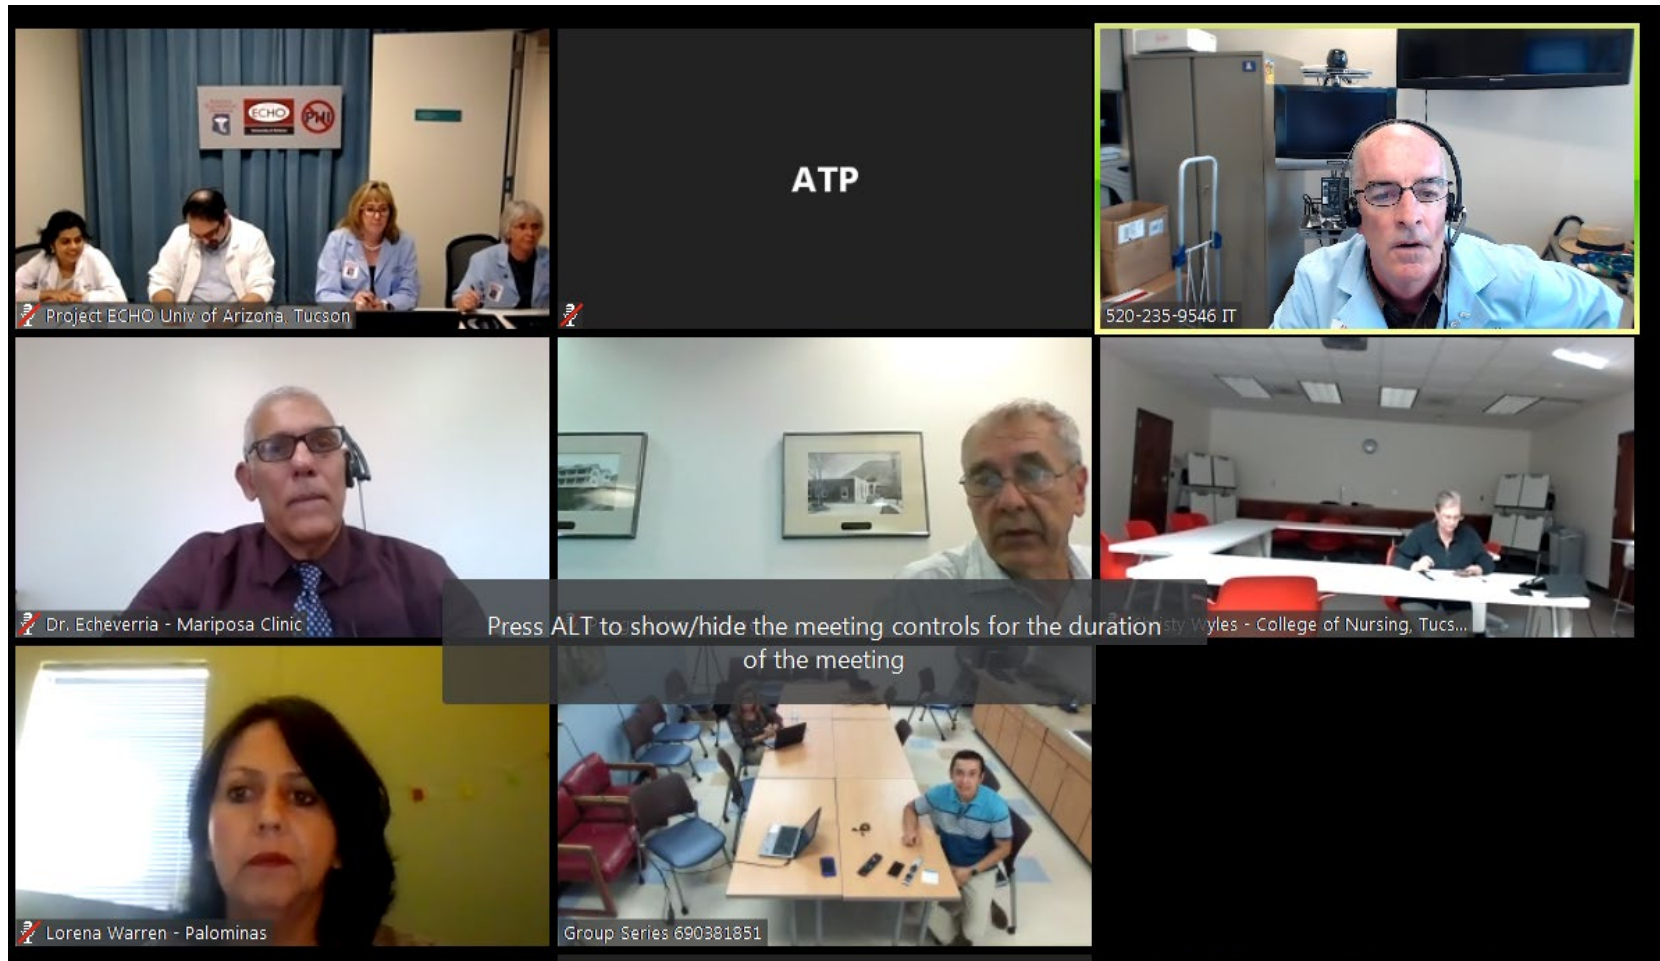 ECHO
PHI
Project ECHO Univ of Arizona, Tucson
ATP
520-235-9546 IT
Dr. Echeverria - Mariposa Clinic
Wyles - College of Nursing, Tucs...
Press ALT to show/hide the meeting controls for the duration
of the meeting
Lorena Warren - Palominas
Group Series 690381851